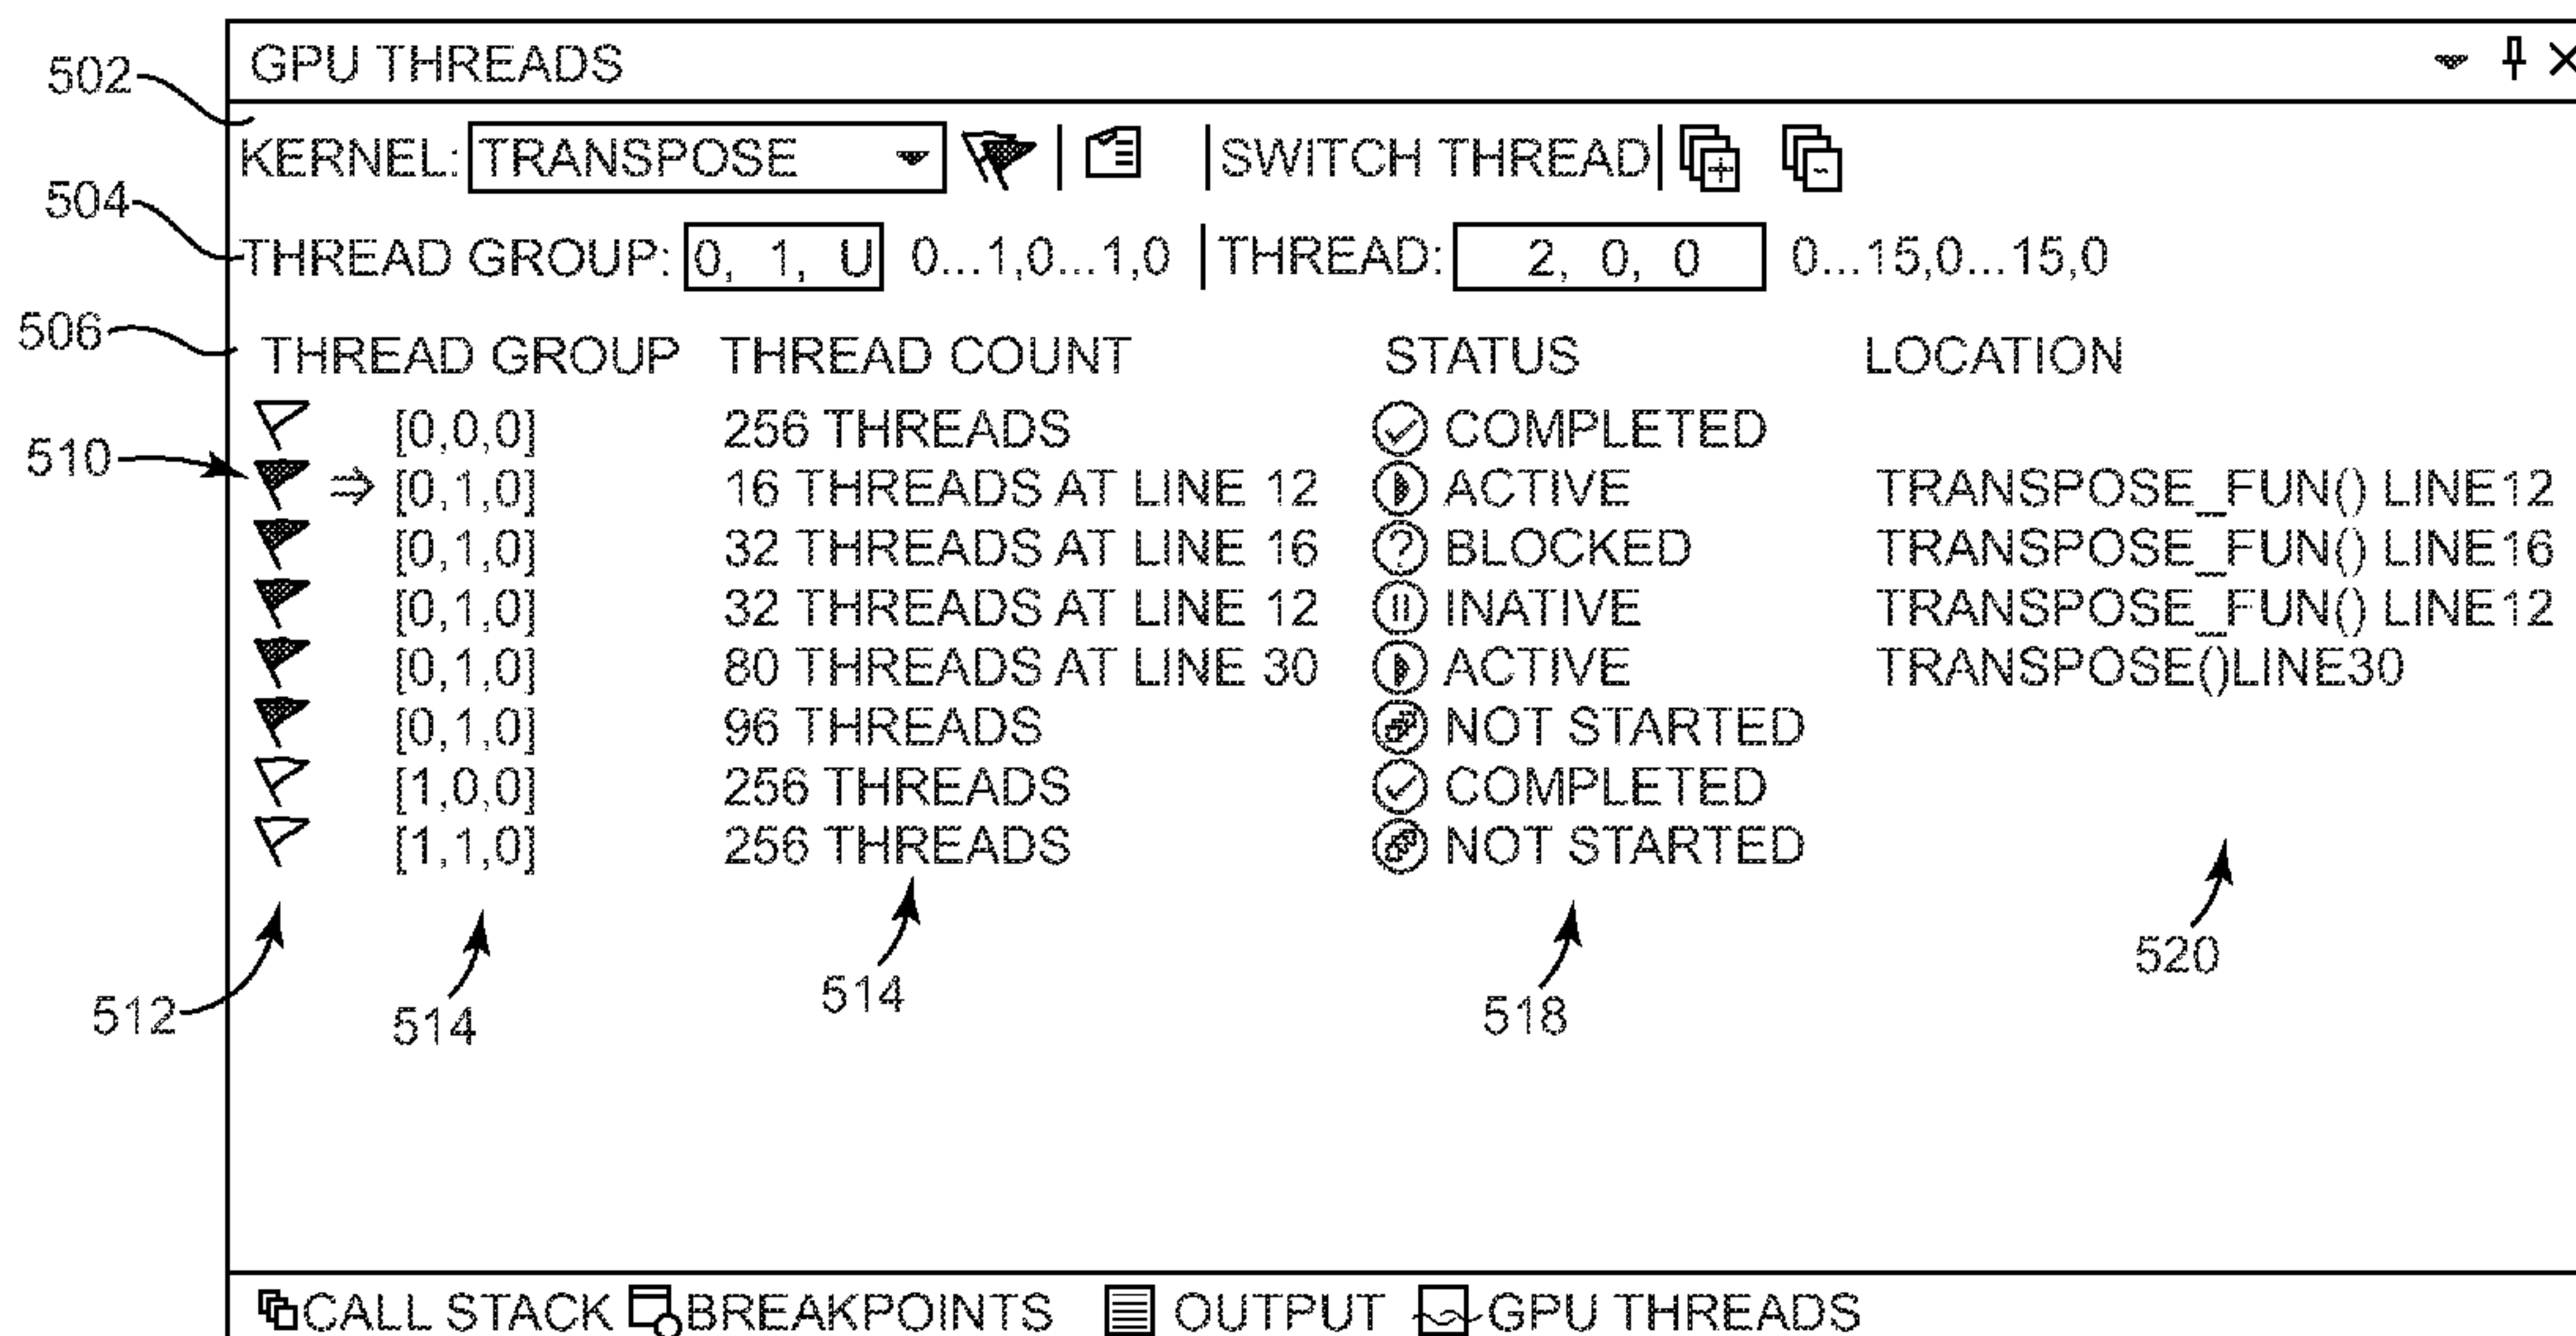 GPU THREADS
502
KERNEL: TRANSPOSE |SWITCH THREAD|
504
THREAD GROUP: 0, 1, U 0...1,0...1,0 |THREAD: 2, 0, 0 0...15,0...15,0
506 THREAD GROUP THREAD COUNT STATUS LOCATION
[0,0,0] 256 THREADS COMPLETED
510 ⇒ [0,1,0] 16 THREADS AT LINE 12 ACTIVE TRANSPOSE_FUN() LINE12
[0,1,0] 32 THREADS AT LINE 16 BLOCKED TRANSPOSE_FUN() LINE16
[0,1,0] 32 THREADS AT LINE 12 INATIVE TRANSPOSE_FUN() LINE12
[0,1,0] 80 THREADS AT LINE 30 ACTIVE TRANSPOSE()LINE30
[0,1,0] 96 THREADS NOT STARTED
[1,0,0] 256 THREADS COMPLETED
[1,1,0] 256 THREADS NOT STARTED
512 514 514 518 520
CALL STACK BREAKPOINTS OUTPUT GPU THREADS